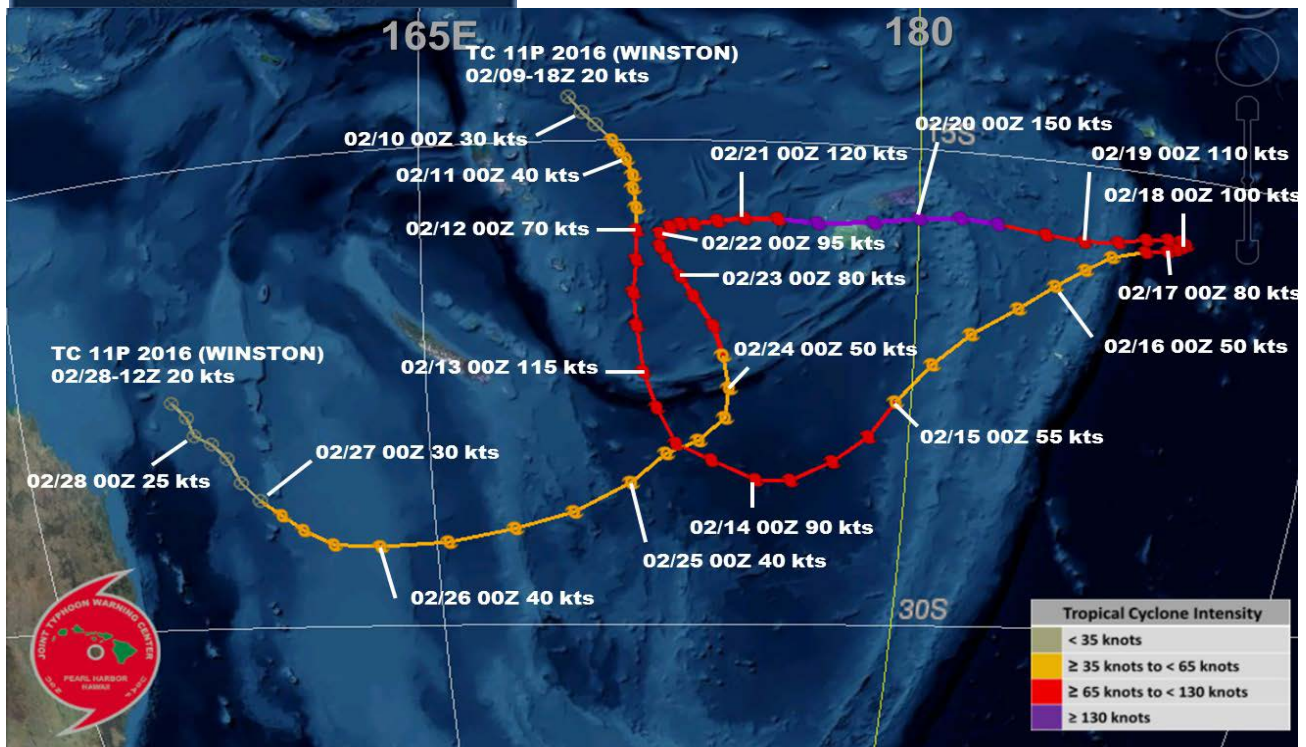 165E
180
TC 11P 2016 (WINSTON)
02/09-18Z 20 kts
02/10 00Z 30 kts
02/11 00Z 40 kts
02/12 00Z 70 kts
02/13 00Z 115 kts
02/20 00Z 150 kts
15S
02/21 00Z 120 kts
02/19 00Z 110 kts
02/18 00Z 100 kts
02/22 00Z 95 kts
02/23 00Z 80 kts
02/17 00Z 80 kts
02/16 00Z 50 kts
02/24 00Z 50 kts
02/15 00Z 55 kts
TC 11P 2016 (WINSTON)
02/28-12Z 20 kts
02/28 00Z 25 kts
02/27 00Z 30 kts
02/14 00Z 90 kts
02/25 00Z 40 kts
02/26 00Z 40 kts
30S
JOINT TYPHOON WARNING CENTER
PEARL HARBOR
HAWAII
Tropical Cyclone Intensity
< 35 knots
≥ 35 knots to < 65 knots
≥ 65 knots to < 130 knots
≥ 130 knots